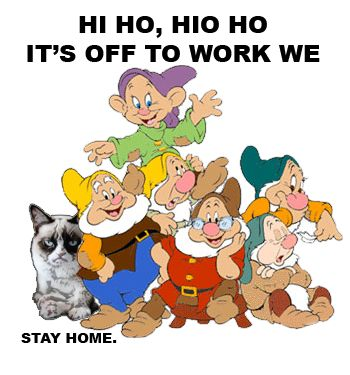 HI HO, HIO HO
IT'S OFF TO WORK WE
STAY HOME.